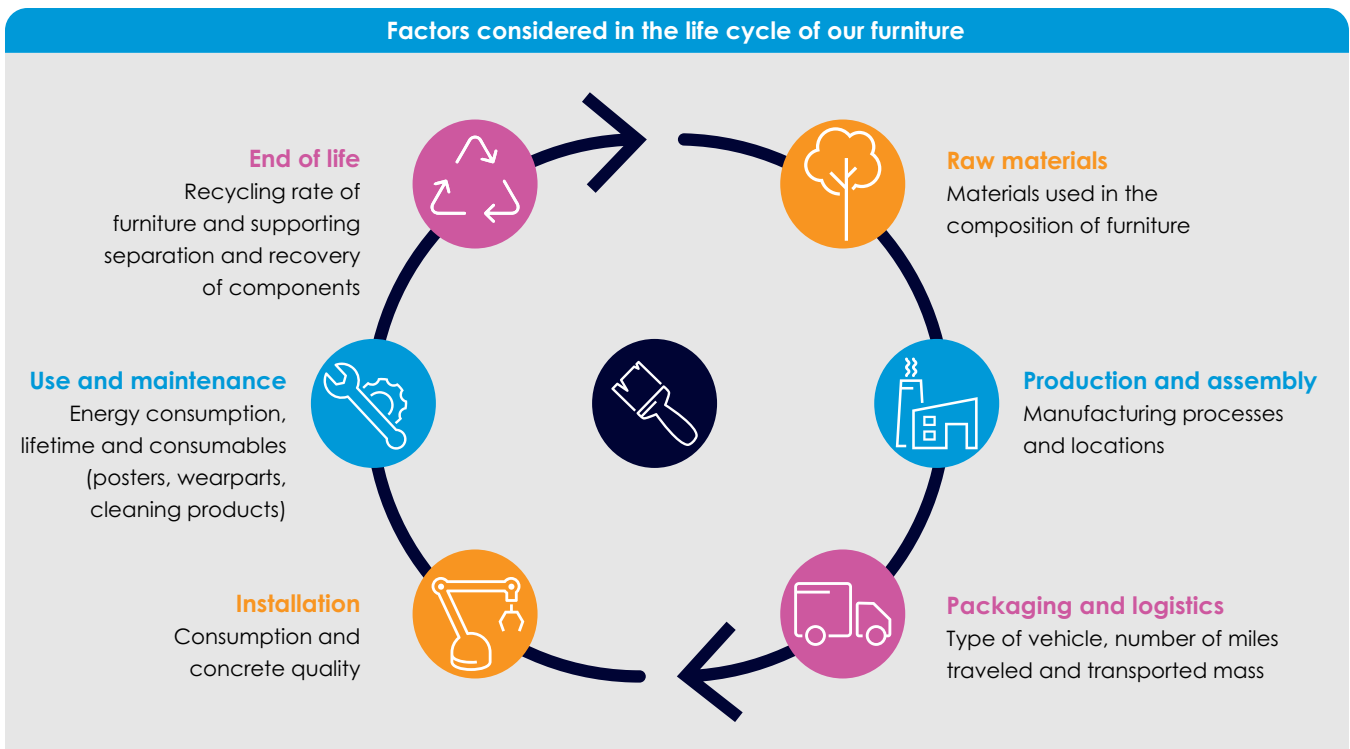 Factors considered in the life cycle of our furniture
End of life
Recycling rate of
furniture and supporting
separation and recovery
of components
Raw materials
Materials used in the
composition of furniture
Use and maintenance
Energy consumption,
lifetime and consumables
(posters, wearparts,
cleaning products)
Production and assembly
Manufacturing processes
and locations
Installation
Consumption and
concrete quality
Packaging and logistics
Type of vehicle, number of miles
traveled and transported mass